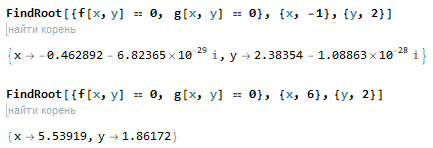 FindRoot[{f[x, y] == 0, g[x, y] == 0}, {x, -1}, {y, 2}]
найти корень
{x → -0.462892 - 6.82365 × 10^-29 i, y → 2.38354 - 1.08863 × 10^-28 i}
FindRoot[{f[x, y] == 0, g[x, y] == 0}, {x, 6}, {y, 2}]
найти корень
{x → 5.53919, y → 1.86172}